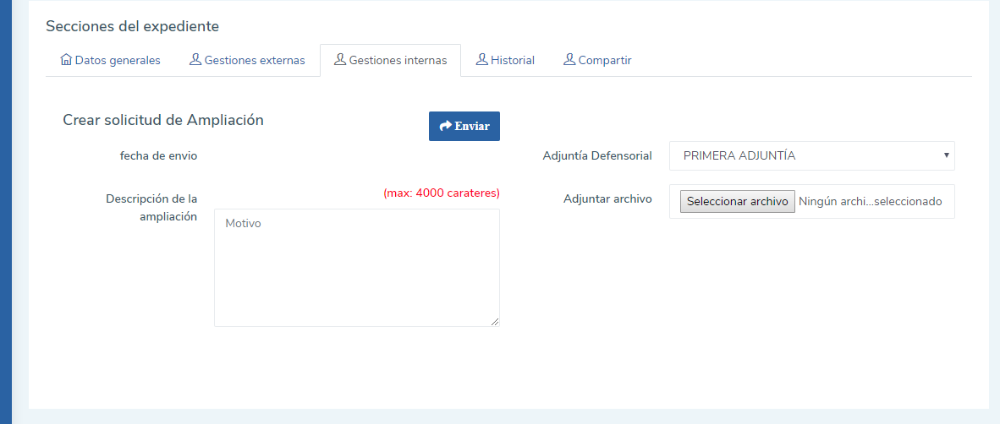 Secciones del expediente
Datos generales
Gestiones externas
Gestiones internas
Historial
Compartir
Crear solicitud de Ampliación
Enviar
fecha de envio
Adjuntía Defensorial
PRIMERA ADJUNTÍA
(max: 4000 carateres)
Descripción de la
ampliación
Motivo
Adjuntar archivo
Seleccionar archivo Ningún archi...seleccionado